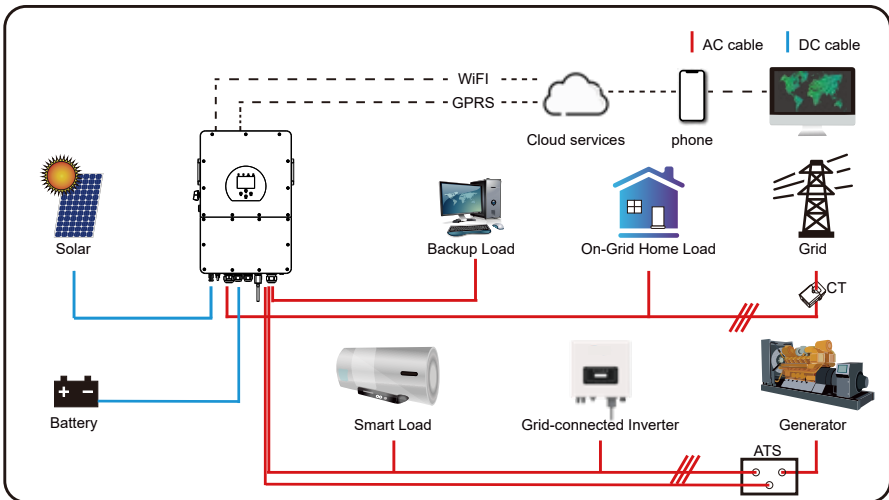 AC cable
DC cable
WiFI
GPRS
Cloud services
phone
Solar
Backup Load
On-Grid Home Load
Grid
CT
Battery
Smart Load
Grid-connected Inverter
Generator
ATS